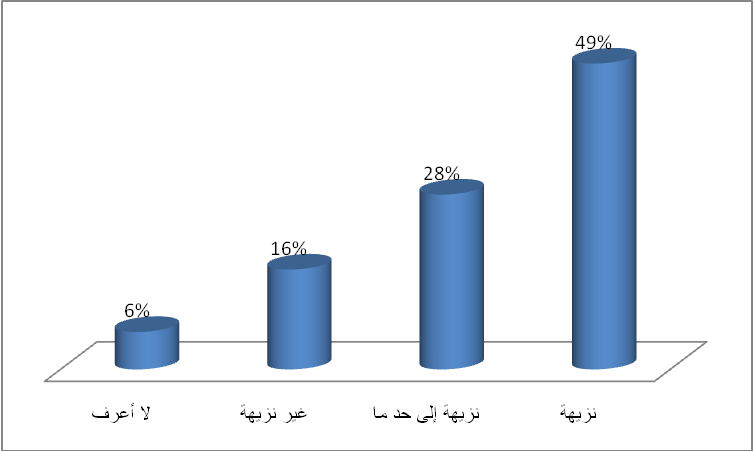 49%
28%
16%
6%
نزيهة
نزيهة إلى حد ما
غير نزيهة
لا أعرف